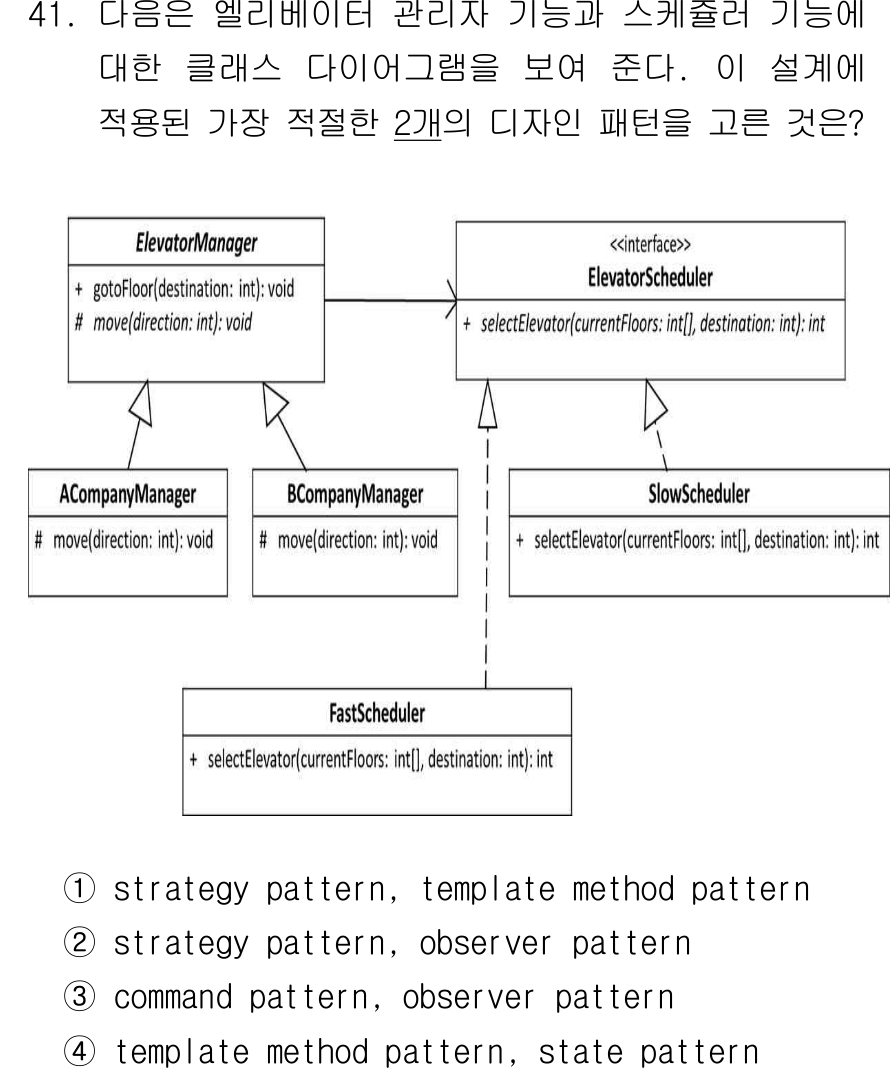 41. 다음은 엘리베이터 관리자 기능과 스케쥴러 기능에
대한 클래스 다이어그램을 보여 준다. 이 설계에
적용된 가장 적절한 2개의 디자인 패턴을 고른 것은?
ElevatorManager
+ gotoFloor(destination: int): void
# move(direction: int): void
<<interface>>
ElevatorScheduler
+ selectElevator(currentFloors: int[], destination: int): int
ACompanyManager
# move(direction: int): void
BCompanyManager
# move(direction: int): void
SlowScheduler
+ selectElevator(currentFloors: int[], destination: int): int
FastScheduler
+ selectElevator(currentFloors: int[], destination: int): int
① strategy pattern, template method pattern
② strategy pattern, observer pattern
③ command pattern, observer pattern
④ template method pattern, state pattern